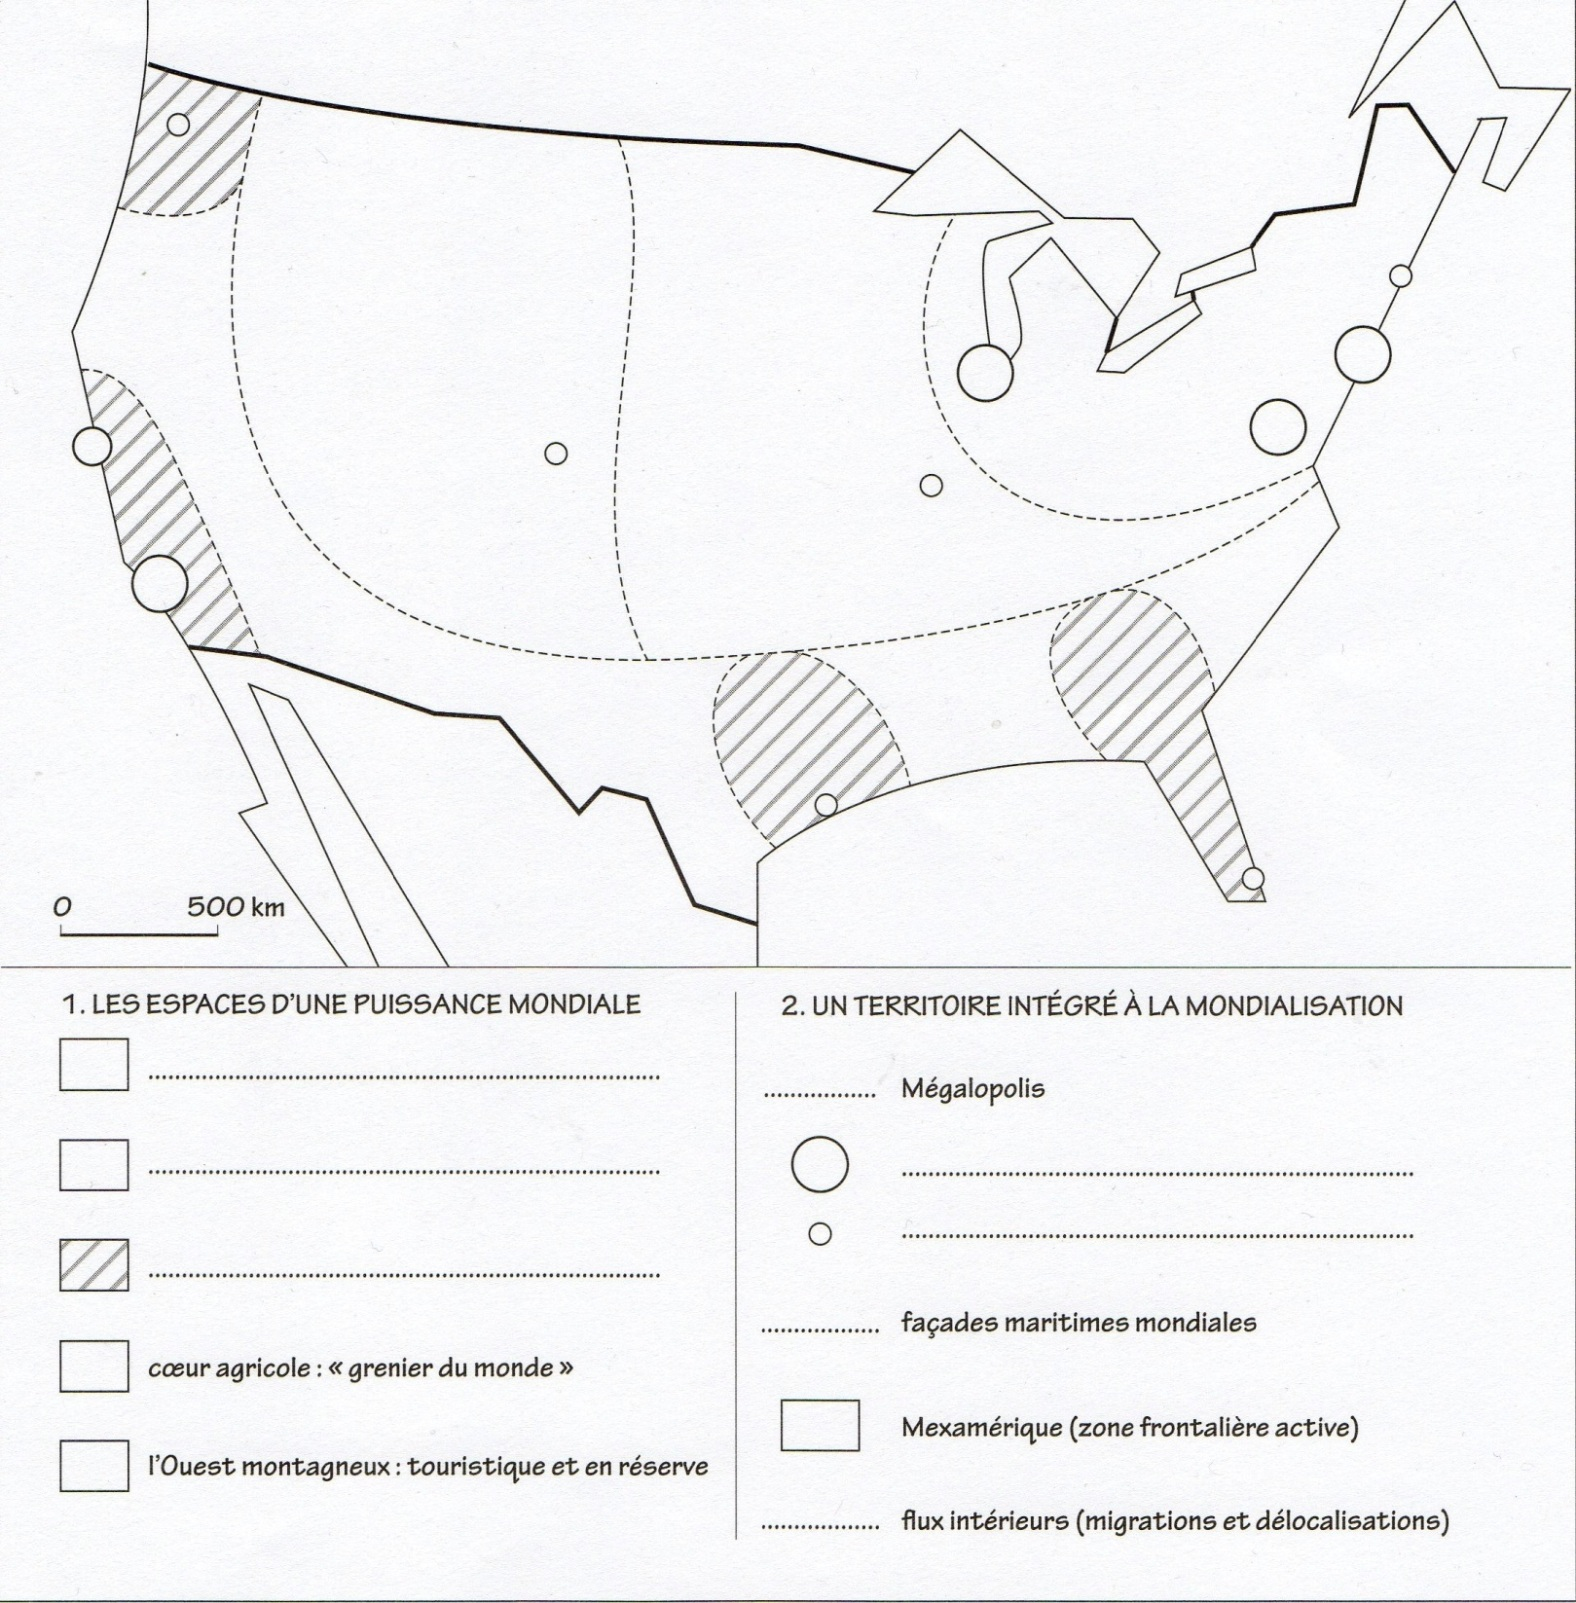 0 500 km
1. LES ESPACES D'UNE PUISSANCE MONDIALE
cœur agricole : « grenier du monde »
l'Ouest montagneux : touristique et en réserve
2. UN TERRITOIRE INTÉGRÉ À LA MONDIALISATION
Mégalopolis
façades maritimes mondiales
Mexamérique (zone frontalière active)
flux intérieurs (migrations et délocalisations)